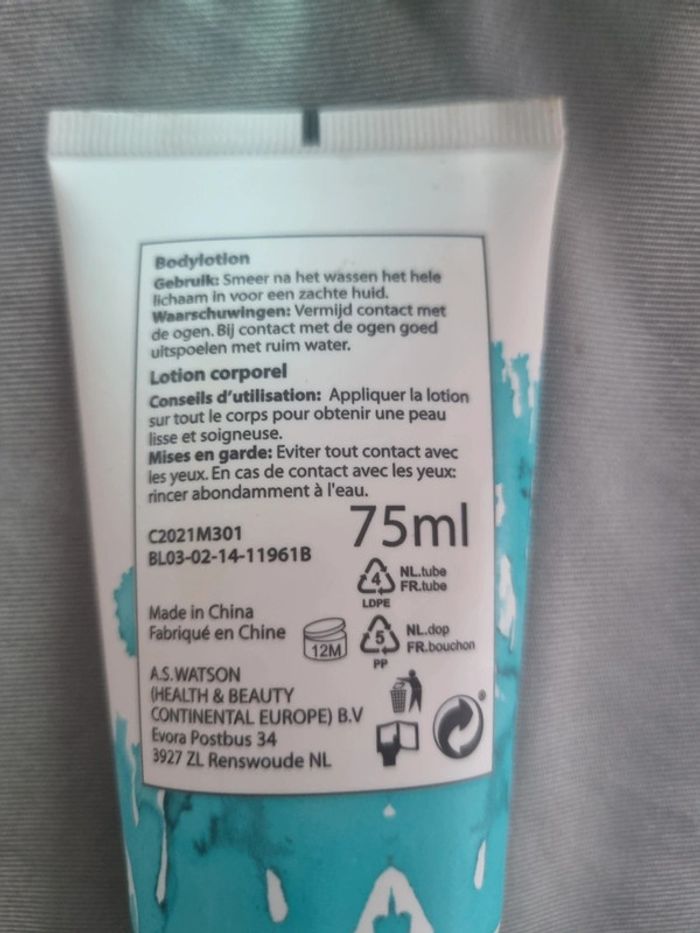 Bodylotion
Gebruik: Smeer na het wassen het hele
lichaam in voor een zachte huid.
Waarschuwingen: Vermijd contact met
de ogen. Bij contact met de ogen goed
uitspoelen met ruim water.
Lotion corporel
Conseils d'utilisation: Appliquer la lotion
sur tout le corps pour obtenir une peau
lisse et soigneuse.
Mises en garde: Eviter tout contact avec
les yeux. En cas de contact avec les yeux:
rincer abondamment à l'eau.
75ml
C2021M301
BL03-02-14-11961B
4 NL.tube
FR.tube
LDPE
Made in China
Fabriqué en Chine
12M
5 NL.dop
FR.bouchon
PP
A.S. WATSON
(HEALTH & BEAUTY
CONTINENTAL EUROPE) B.V
Evora Postbus 34
3927 ZL Renswoude NL
®